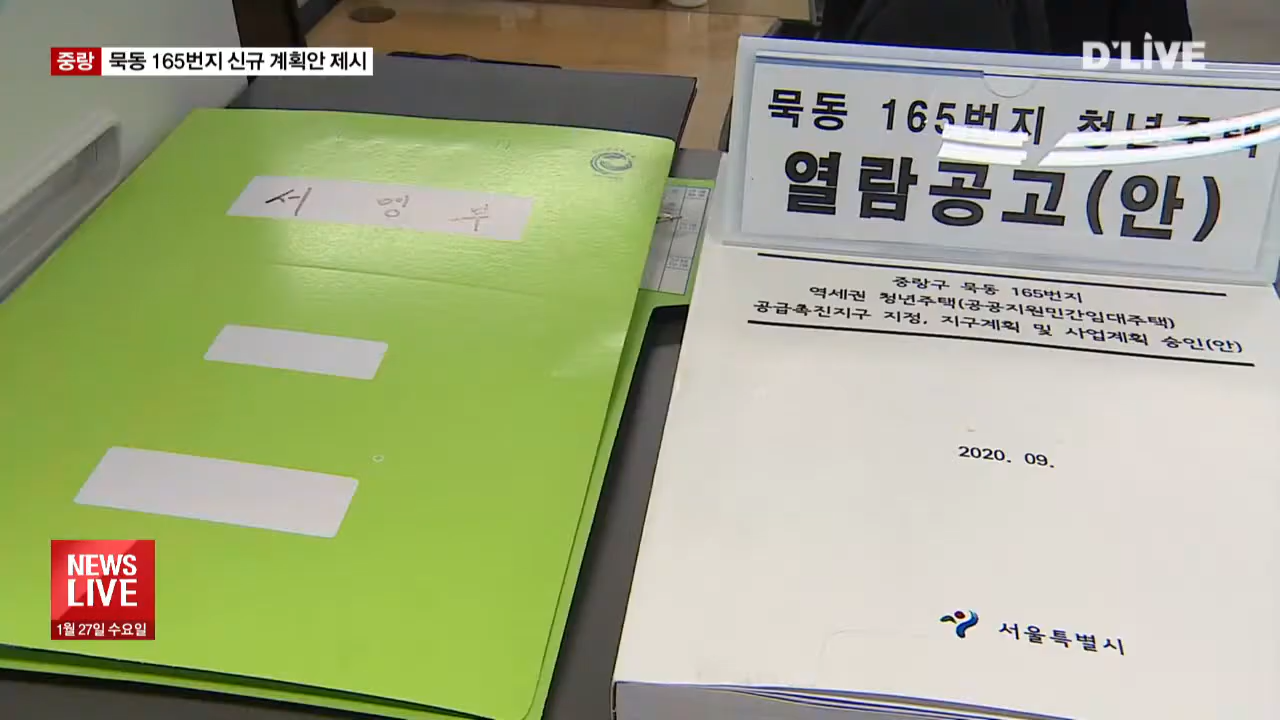 중랑 묵동 165번지 신규 계획안 제시
D'LIVE
묵동 165번지 청년주택
열람공고(안)
서 명 부
중랑구 묵동 165번지
역세권 청년주택(공공지원민간임대주택)
공급촉진지구 지정, 지구계획 및 사업계획 승인(안)
2020. 09.
서울특별시
NEWS
LIVE
1월 27일 수요일